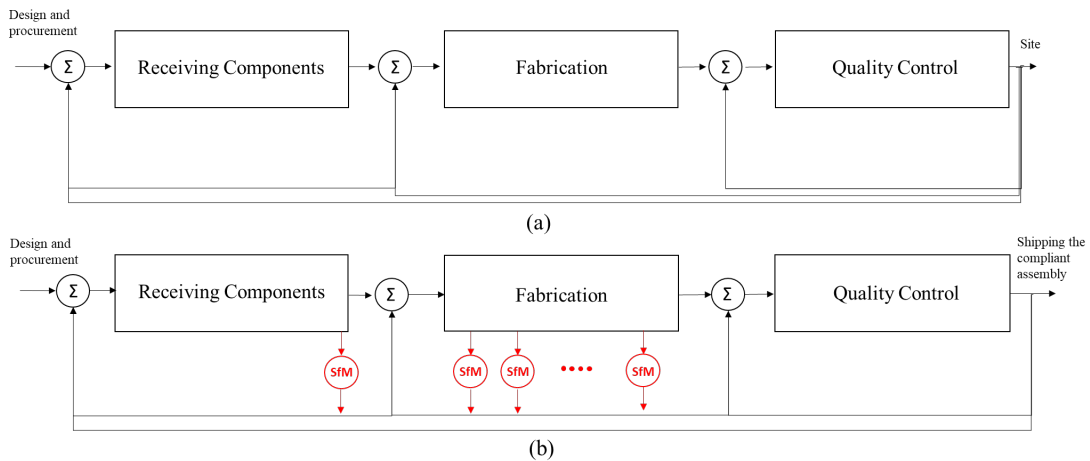 Design and
procurement
Σ
Receiving Components
Σ
Fabrication
Σ
Quality Control
Site
(a)
Design and
procurement
Σ
Receiving Components
Σ
Fabrication
Σ
Quality Control
Shipping the
compliant
assembly
SfM
SfM
SfM
SfM
(b)